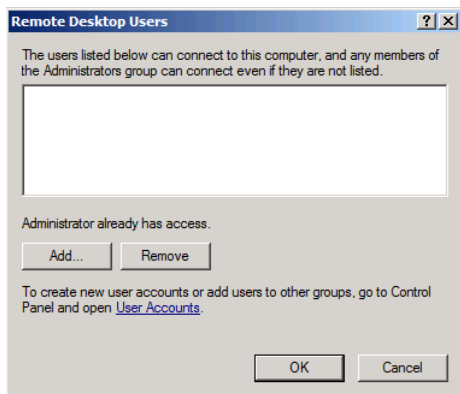 Remote Desktop Users
The users listed below can connect to this computer, and any members of
the Administrators group can connect even if they are not listed.
Administrator already has access.
Add... Remove
To create new user accounts or add users to other groups, go to Control
Panel and open User Accounts.
OK Cancel